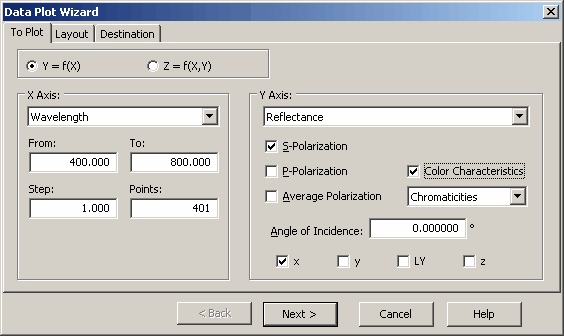 Data Plot Wizard
To Plot Layout Destination
Y = f(X) Z = f(X,Y)
X Axis: Y Axis:
Wavelength Reflectance
From: To: S-Polarization
400.000 800.000 P-Polarization Color Characteristics
Step: Points: Average Polarization Chromaticities
1.000 401 Angle of Incidence: 0.000000 °
x y LY z
< Back Next > Cancel Help